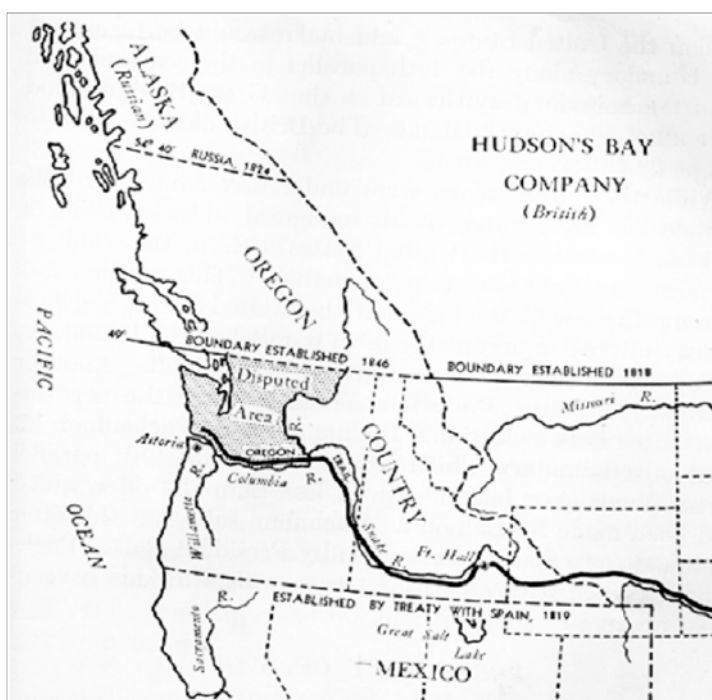 ALASKA
(Russian)
HUDSON'S BAY
COMPANY
(British)
54° 40' RUSSIA, 1824
OREGON
PACIFIC
49°
BOUNDARY ESTABLISHED 1846
BOUNDARY ESTABLISHED 1818
Disputed
Area
Missouri R.
COUNTRY
Astoria
OREGON
TRAIL
Columbia R.
R.
Willamette
Snake
R.
Ft. Hall
OCEAN
ESTABLISHED BY TREATY WITH SPAIN, 1819
R.
Sacramento
Great Salt
Lake
MEXICO